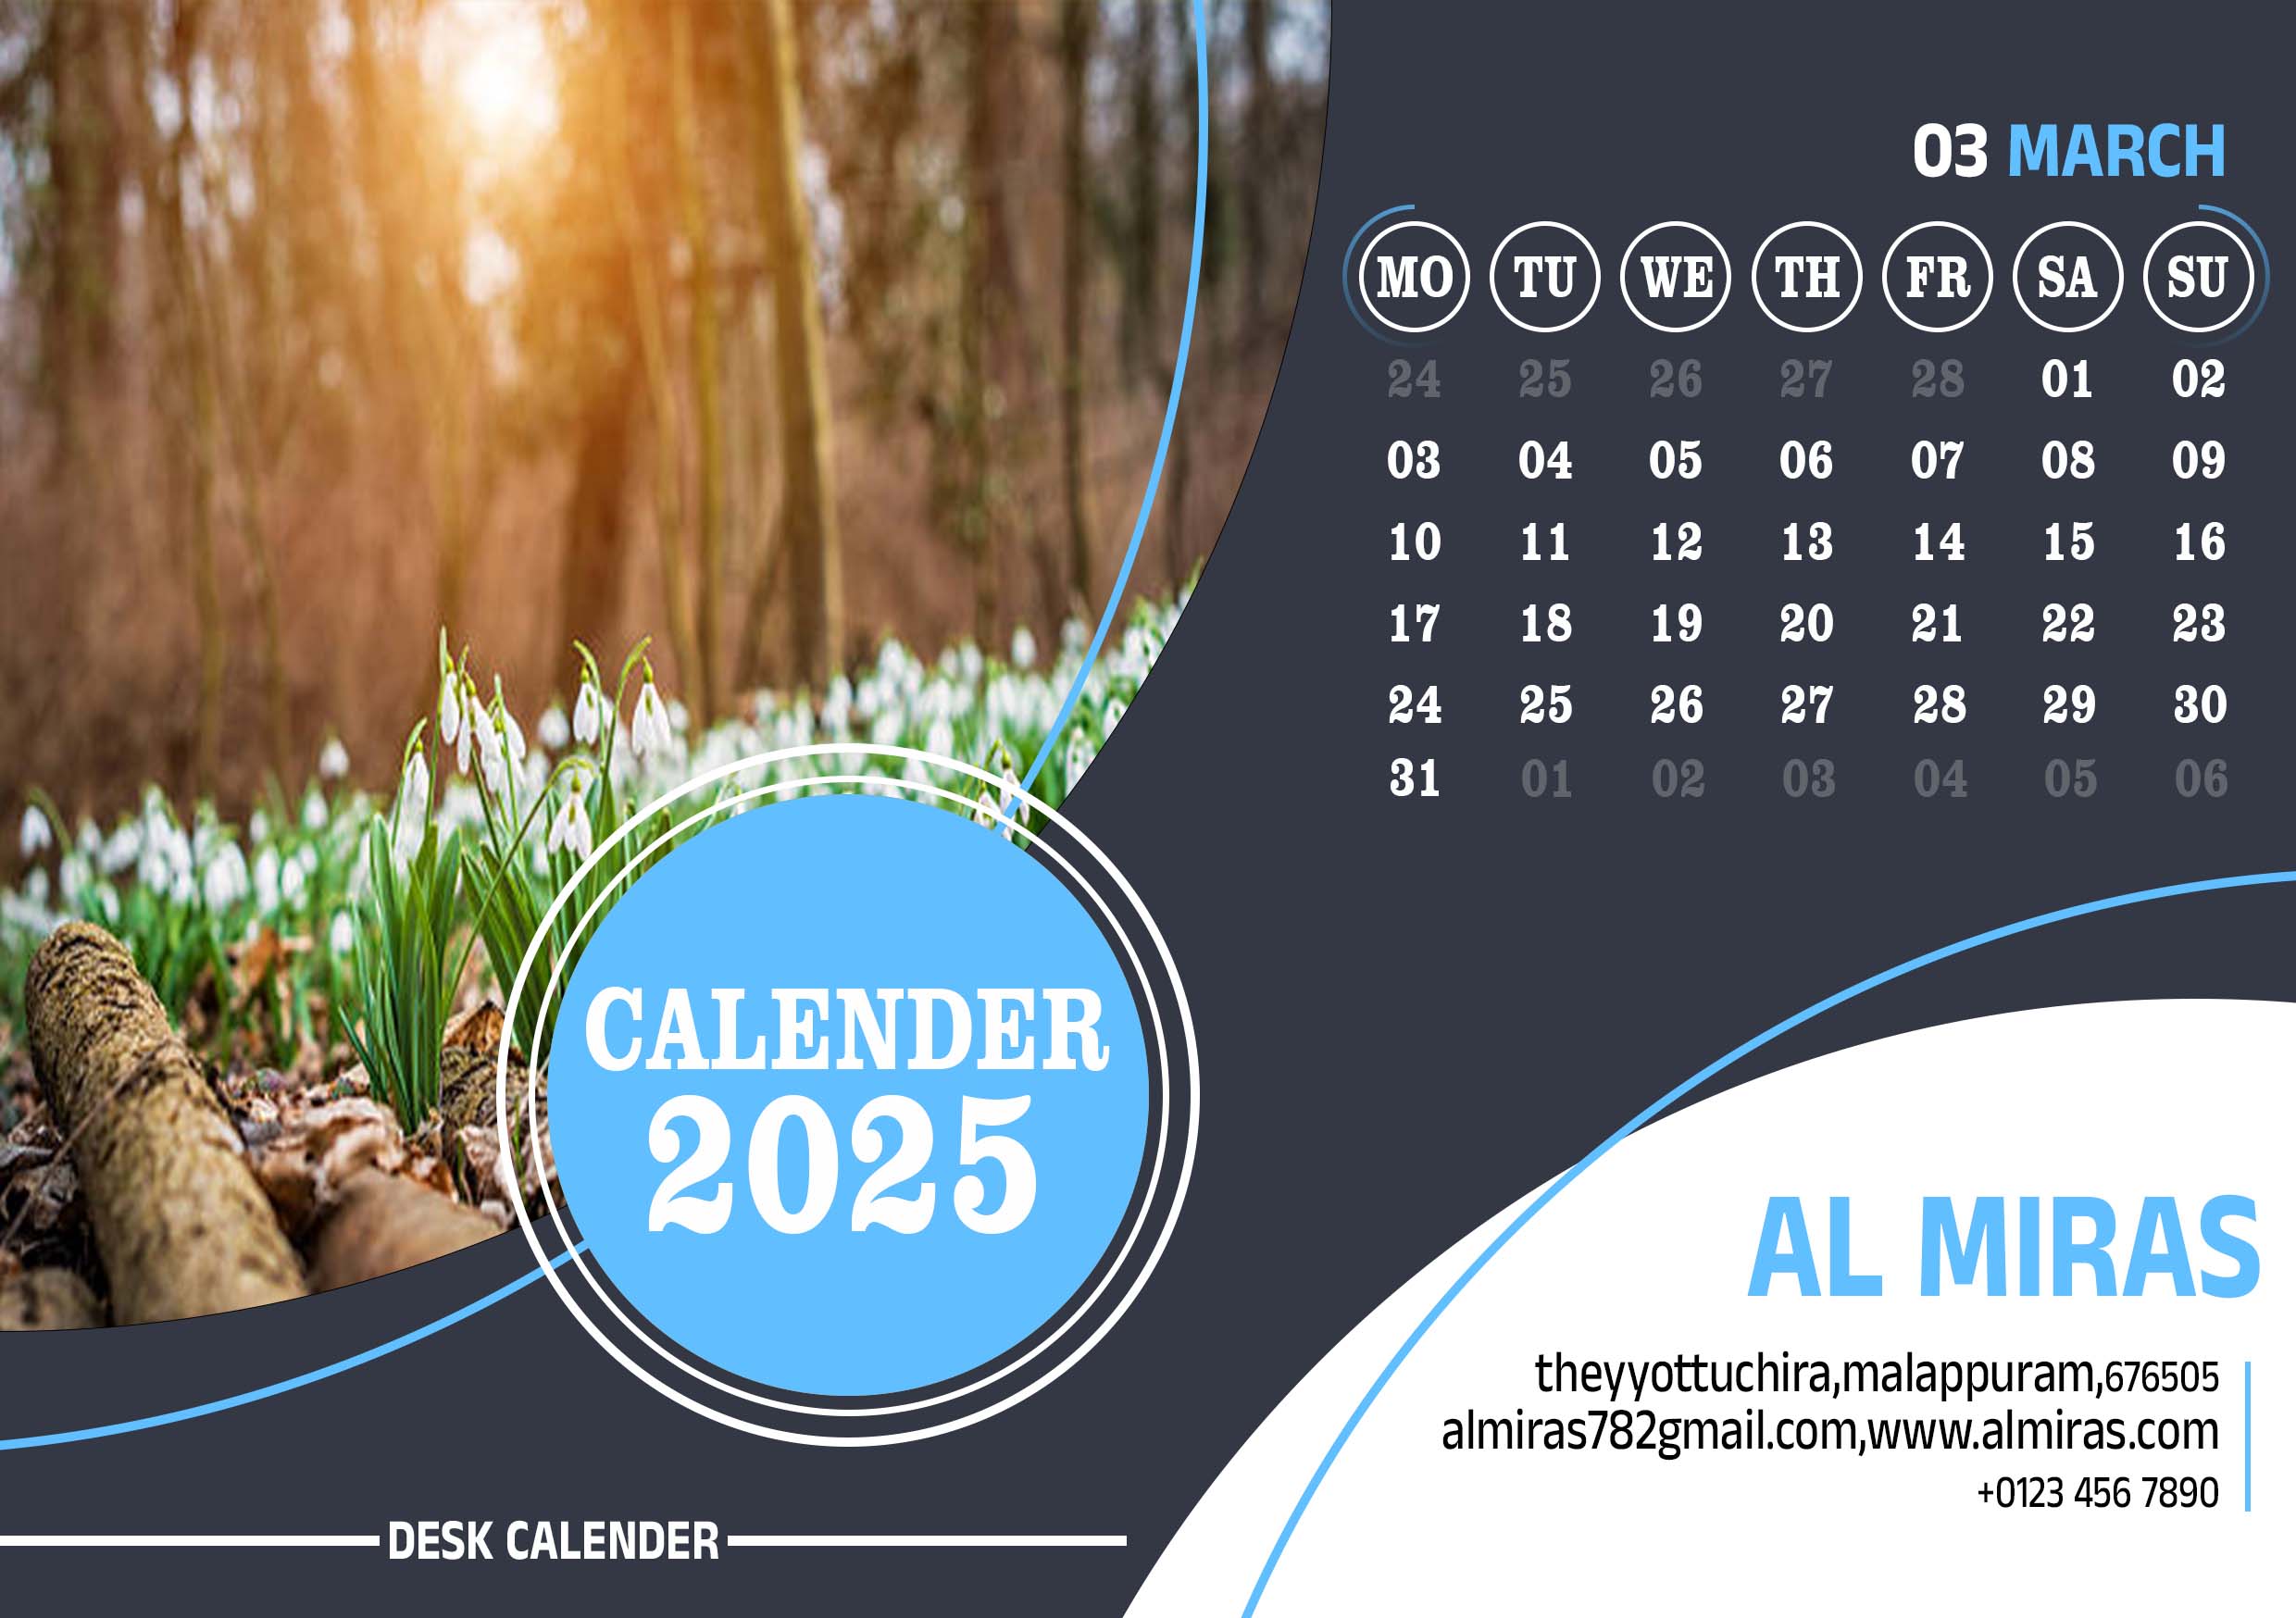 03 MARCH
MO TU WE TH FR SA SU
24 25 26 27 28 01 02
03 04 05 06 07 08 09
10 11 12 13 14 15 16
17 18 19 20 21 22 23
24 25 26 27 28 29 30
31 01 02 03 04 05 06
CALENDER
2025
AL MIRAS
theyyottuchira,malappuram,676505
almiras782gmail.com,www.almiras.com
+0123 456 7890
DESK CALENDER